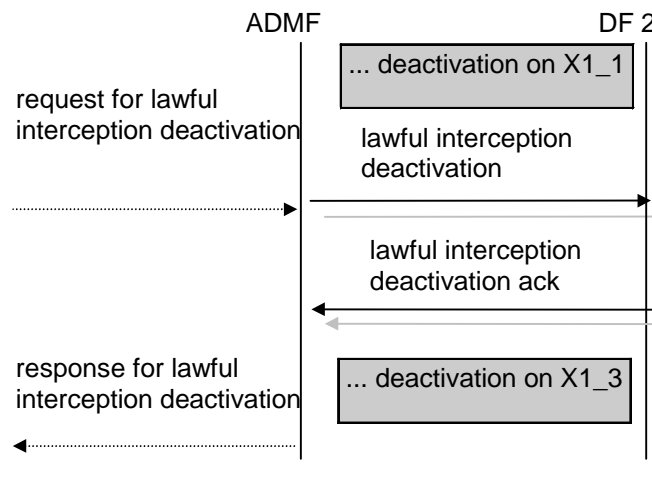 ADMF
DF 2
... deactivation on X1_1
request for lawful
interception deactivation
lawful interception
deactivation
lawful interception
deactivation ack
response for lawful
interception deactivation
... deactivation on X1_3